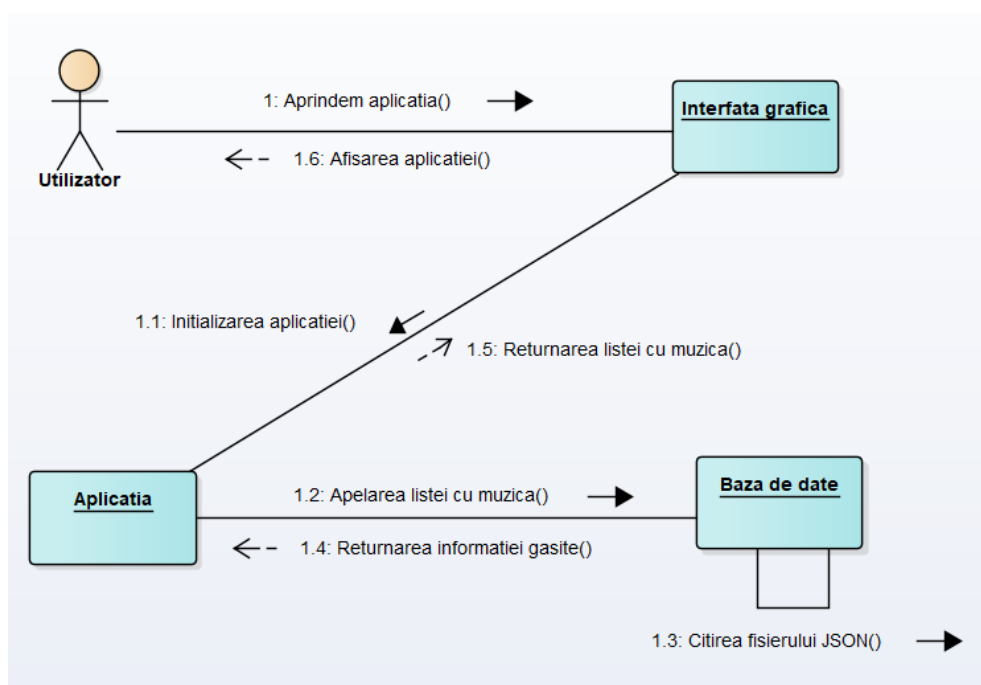 1: Aprindem aplicatia()
Interfata grafica
1.6: Afisarea aplicatiei()
Utilizator
1.1: Initializarea aplicatiei()
1.5: Returnarea listei cu muzica()
Aplicatia
1.2: Apelarea listei cu muzica()
Baza de date
1.4: Returnarea informatiei gasite()
1.3: Citirea fisierului JSON()